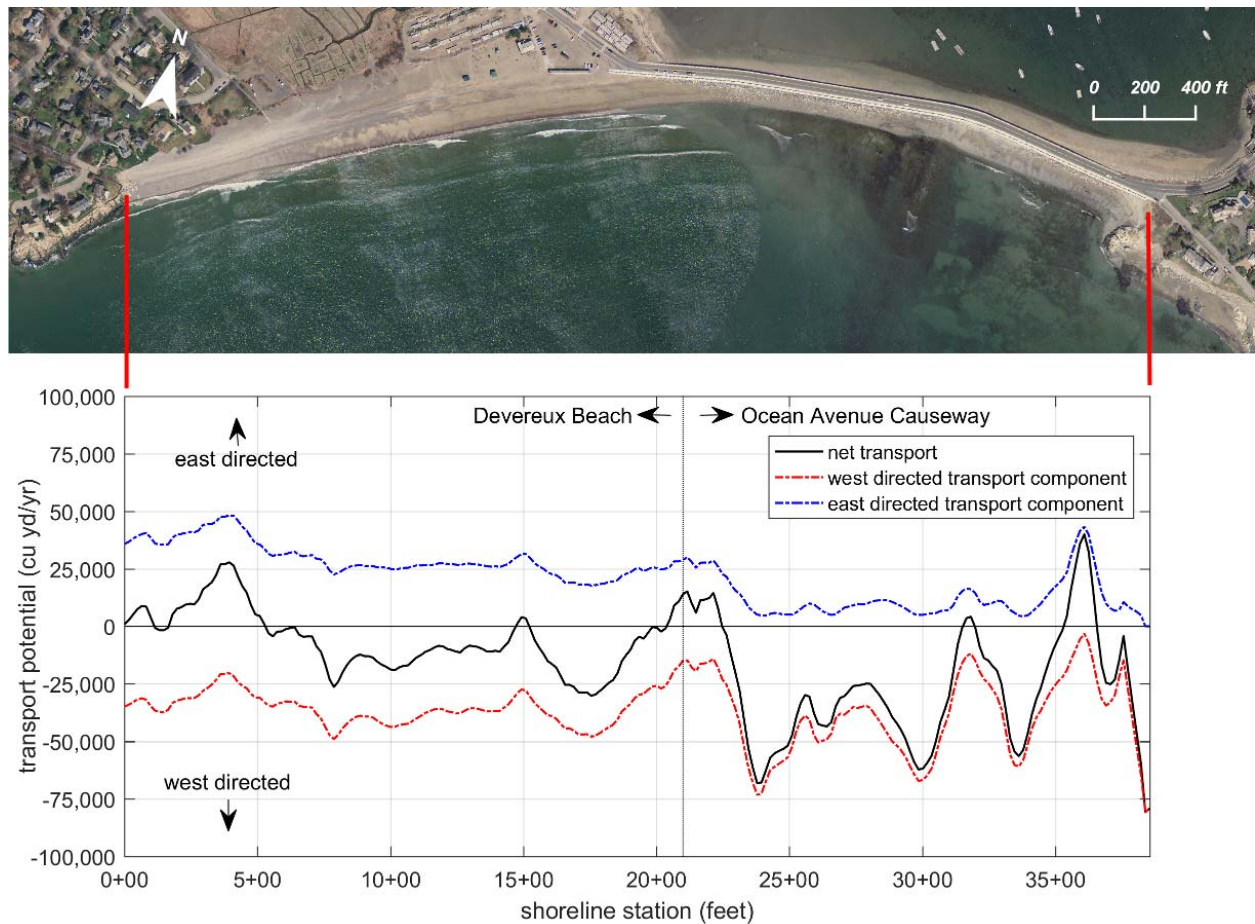 N
0 200 400 ft
100,000
75,000
50,000
25,000
0
-25,000
-50,000
-75,000
-100,000
transport potential (cu yd/yr)
Devereux Beach
Ocean Avenue Causeway
east directed
net transport
west directed transport component
east directed transport component
west directed
0+00 5+00 10+00 15+00 20+00 25+00 30+00 35+00
shoreline station (feet)